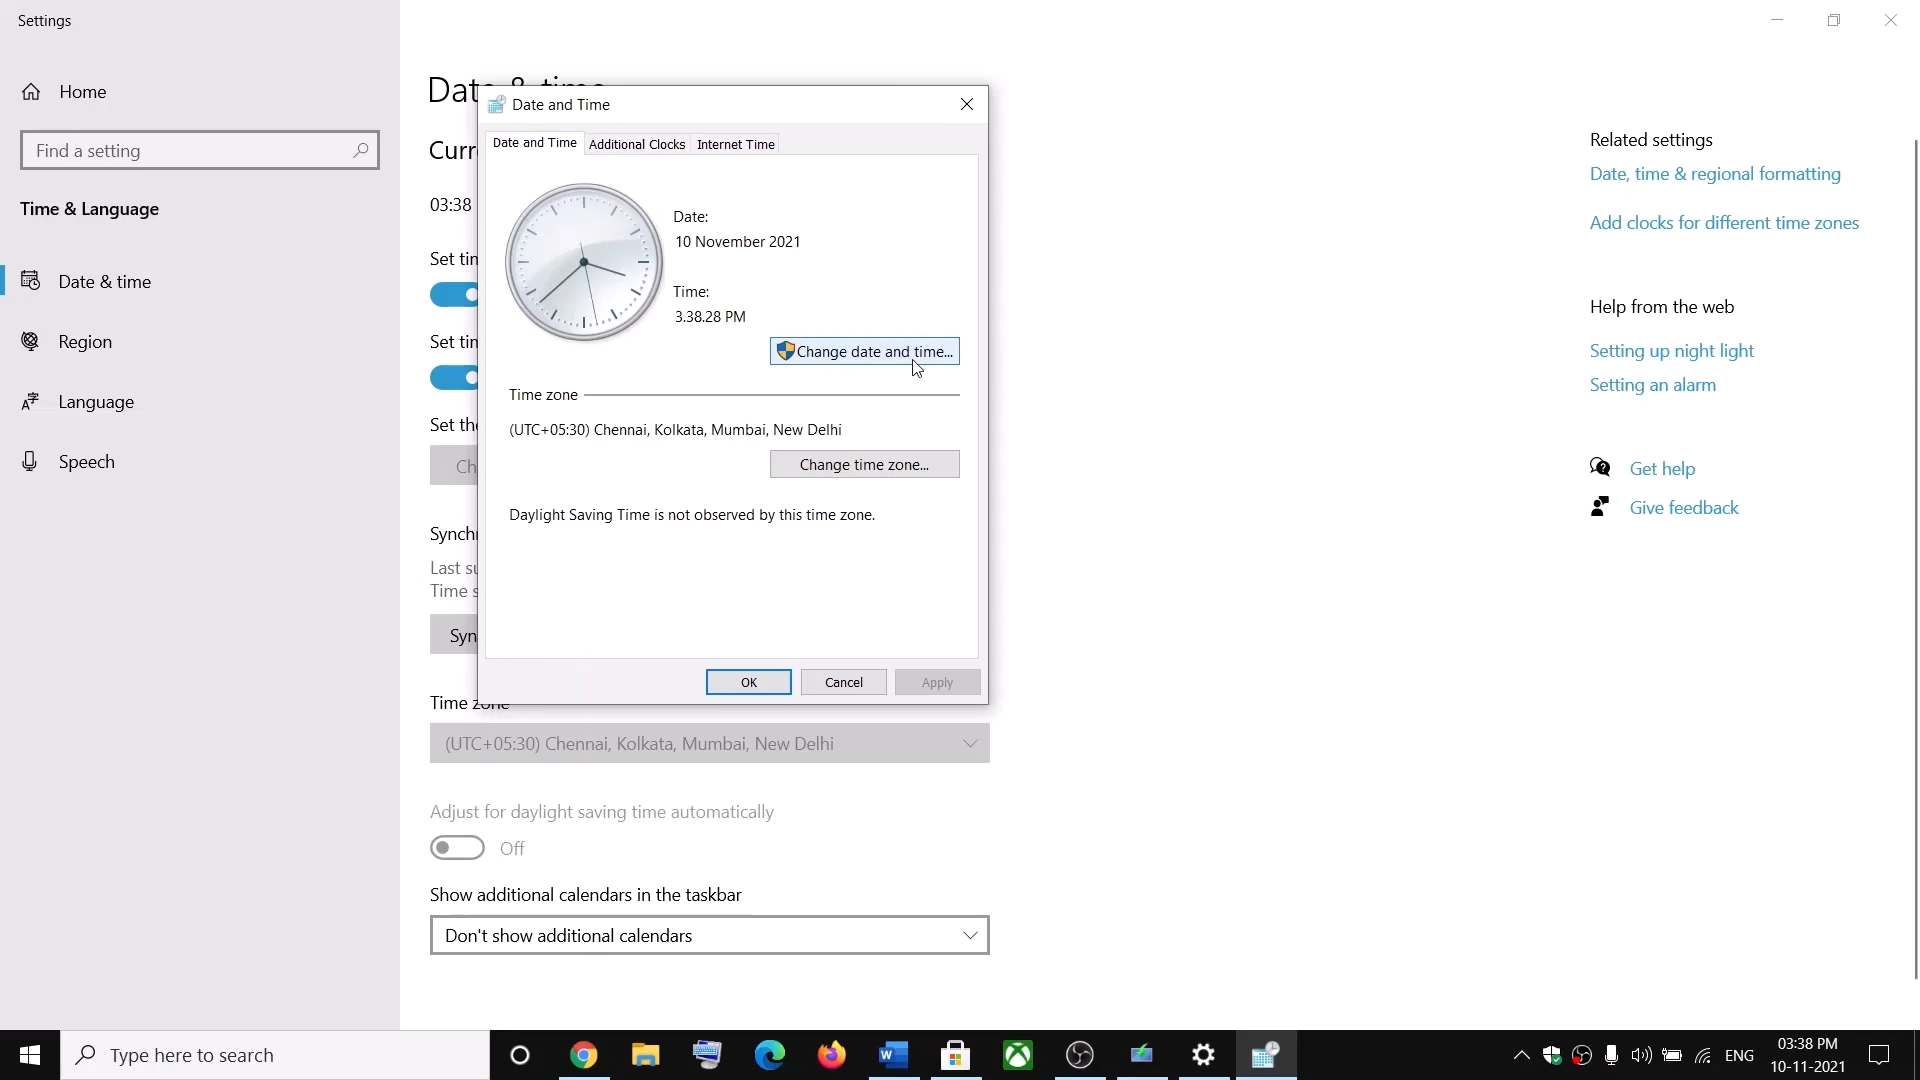 Settings
Home
Find a setting
Time & Language
Date & time
Region
Language
Speech
Date & time
Curr
03:38
Set tim
Set tim
Set the
Ch
Synch
Last su
Time s
Syn
Time zone
(UTC+05:30) Chennai, Kolkata, Mumbai, New Delhi
Adjust for daylight saving time automatically
Off
Show additional calendars in the taskbar
Don't show additional calendars
Date and Time
Date and Time
Additional Clocks
Internet Time
Date:
10 November 2021
Time:
3.38.28 PM
Change date and time...
Time zone
(UTC+05:30) Chennai, Kolkata, Mumbai, New Delhi
Change time zone...
Daylight Saving Time is not observed by this time zone.
OK
Cancel
Apply
Related settings
Date, time & regional formatting
Add clocks for different time zones
Help from the web
Setting up night light
Setting an alarm
Get help
Give feedback
Type here to search
ENG
03:38 PM
10-11-2021